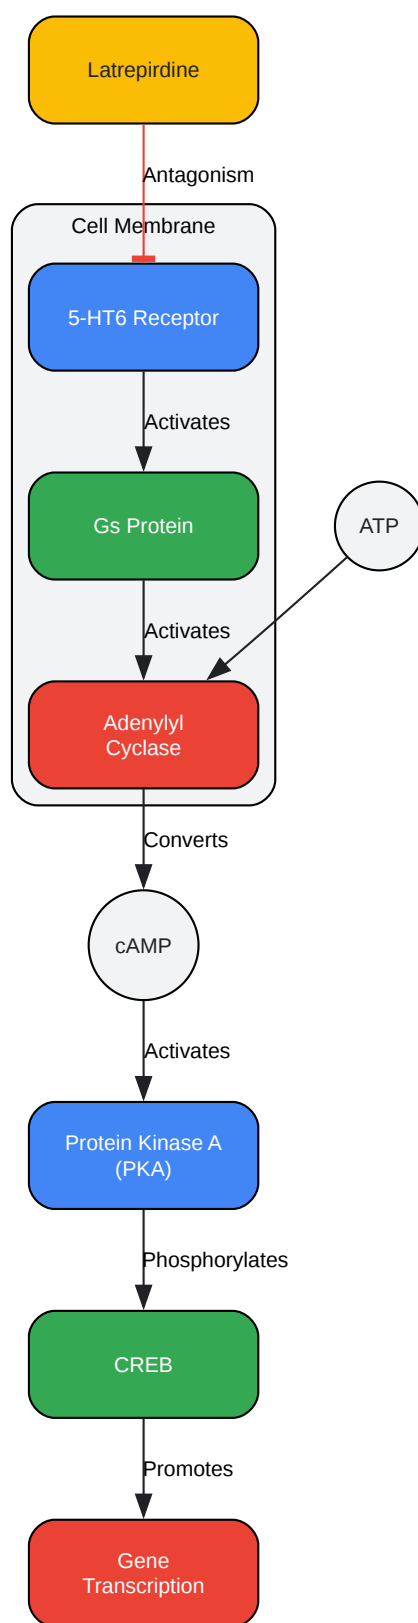 Latrepirdine
Antagonism
Cell Membrane
5-HT6 Receptor
Activates
Gs Protein
ATP
Activates
Adenylyl
Cyclase
Converts
cAMP
Activates
Protein Kinase A
(PKA)
Phosphorylates
CREB
Promotes
Gene
Transcription